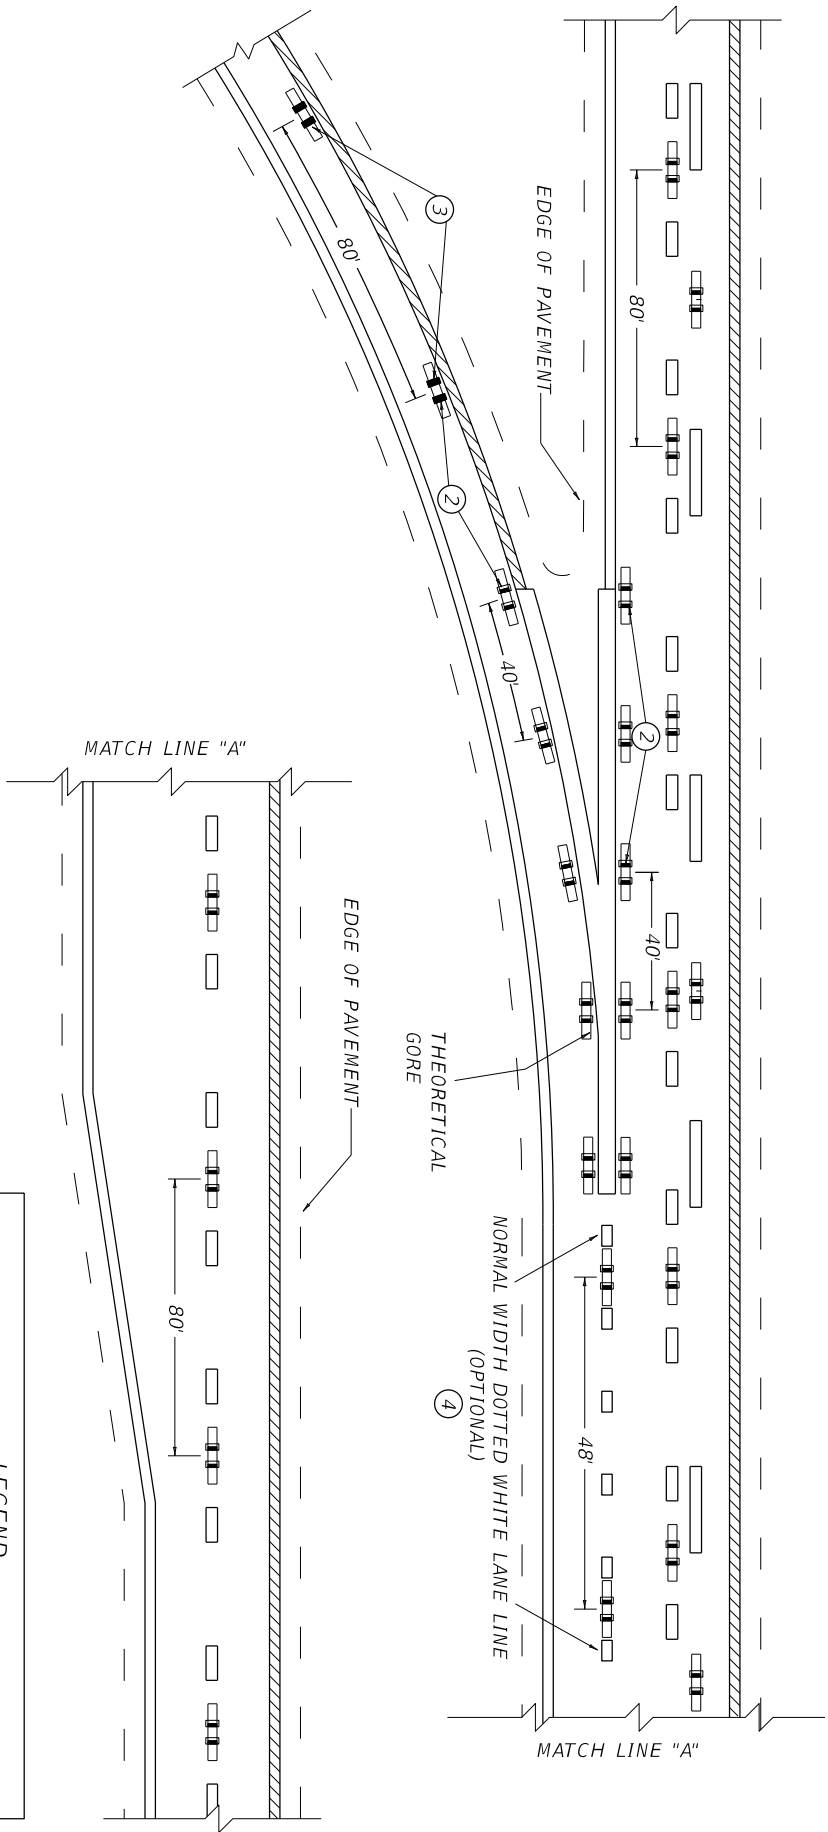 EDGE OF PAVEMENT
80'
3
80'
2
40'
2
40'
THEORETICAL
GORE
NORMAL WIDTH DOTTED WHITE LANE LINE
(OPTIONAL)
4
48'
MATCH LINE "A"
MATCH LINE "A"
EDGE OF PAVEMENT
80'
LEGEND